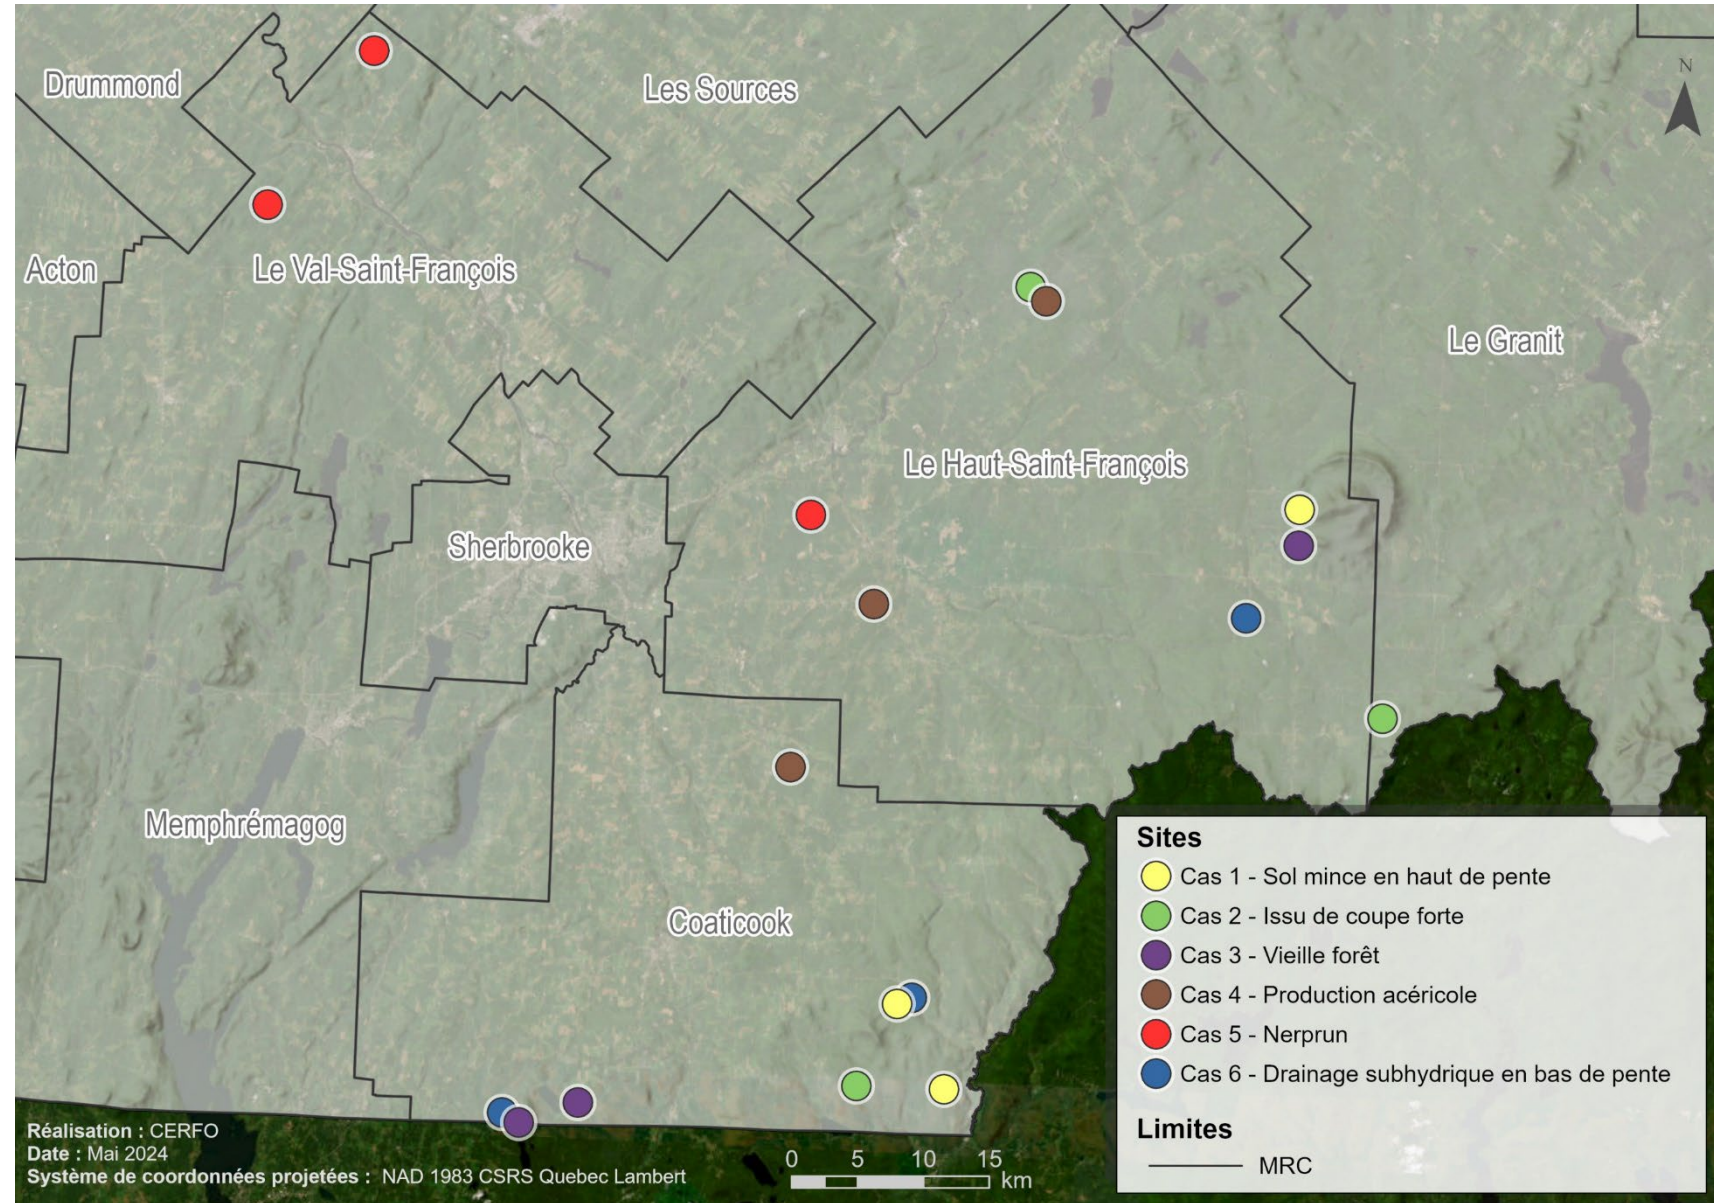 Drummond
Les Sources
N
Acton
Le Val-Saint-François
Le Granit
Le Haut-Saint-François
Sherbrooke
Memphrémagog
Coaticook
Sites
Cas 1 - Sol mince en haut de pente
Cas 2 - Issu de coupe forte
Cas 3 - Vieille forêt
Cas 4 - Production acéricole
Cas 5 - Nerprun
Cas 6 - Drainage subhydrique en bas de pente
Limites
MRC
Réalisation : CERFO
Date : Mai 2024
Système de coordonnées projetées : NAD 1983 CSRS Quebec Lambert
0 5 10 15
km